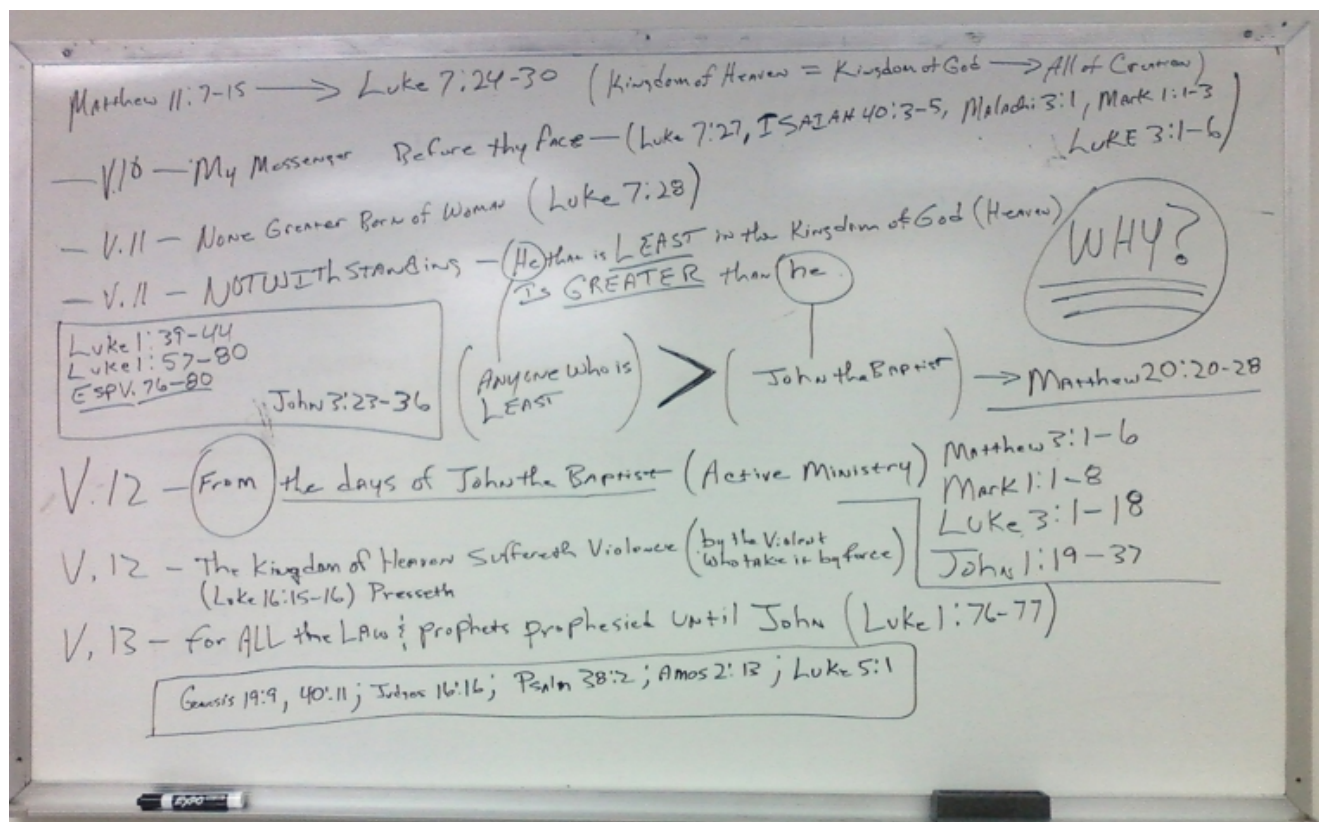 Matthew 11:7-15 → Luke 7:24-30 (Kingdom of Heaven = Kingdom of God → All of Creation)
— V.10 — My Messenger Before thy face — (Luke 7:27, ISAIAH 40:3-5, Malachi 3:1, Mark 1:1-3
LUKE 3:1-6)
— V.11 — None Greater Born of Woman (Luke 7:28)
— V.11 — NOTWITHSTANDING — He that is LEAST in the Kingdom of God (Heaven)
IS GREATER than he.
WHY?
Luke 1:39-44
Luke 1:57-80
ESP V. 76-80
John 3:23-36
(Anyone who is LEAST) > (John the Baptist) → Matthew 20:20-28
V.12 — From the days of John the Baptist (Active Ministry)
Matthew 3:1-6
Mark 1:1-8
Luke 3:1-18
John 1:19-37
V.12 — The Kingdom of Heaven Suffereth Violence (by the Violent
who take it by force)
(Luke 16:15-16) Presseth
V.13 — for ALL the Law & prophets prophesied until John (Luke 1:76-77)
Genesis 19:9, 40:11; Judges 16:16; Psalm 38:2; Amos 2:13; Luke 5:1
EXPO